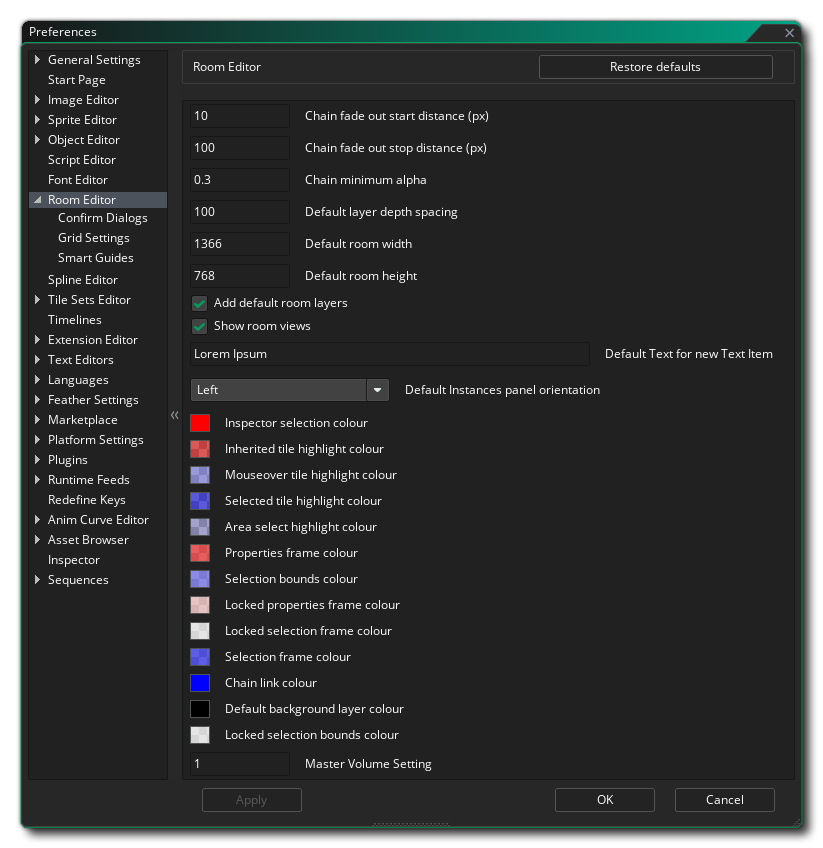 Preferences
General Settings
Start Page
Image Editor
Sprite Editor
Object Editor
Script Editor
Font Editor
Room Editor
Confirm Dialogs
Grid Settings
Smart Guides
Spline Editor
Tile Sets Editor
Timelines
Extension Editor
Text Editors
Languages
Feather Settings
Marketplace
Platform Settings
Plugins
Runtime Feeds
Redefine Keys
Anim Curve Editor
Asset Browser
Inspector
Sequences
Room Editor Restore defaults
10 Chain fade out start distance (px)
100 Chain fade out stop distance (px)
0.3 Chain minimum alpha
100 Default layer depth spacing
1366 Default room width
768 Default room height
Add default room layers
Show room views
Lorem Ipsum Default Text for new Text Item
Left Default Instances panel orientation
Inspector selection colour
Inherited tile highlight colour
Mouseover tile highlight colour
Selected tile highlight colour
Area select highlight colour
Properties frame colour
Selection bounds colour
Locked properties frame colour
Locked selection frame colour
Selection frame colour
Chain link colour
Default background layer colour
Locked selection bounds colour
1 Master Volume Setting
Apply OK Cancel